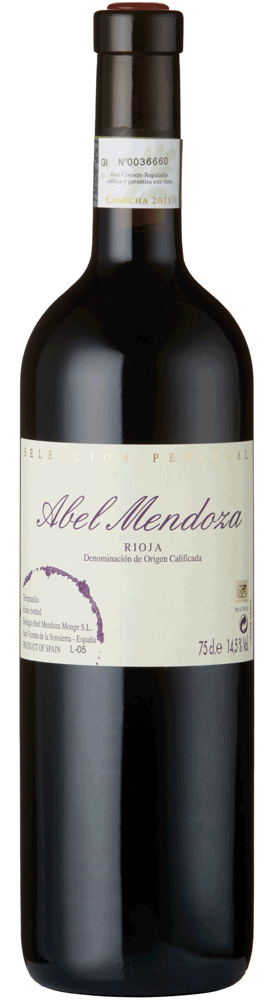 GI N°0036660
Este Consejo Regulador
califica y garantiza este vino.
COSECHA 2011
SELECCION PERSONAL
Abel Mendoza
RIOJA
Denominación de Origen Calificada
Tempranillo
Estate bottled
Bodega Abel Mendoza Monge S.L.
San Vicente de la Sonsierra - España
PRODUCT OF SPAIN L-05
RE 6.732-LO
CONTIENE SULFITOS
75 cl.e 14,5% Vol.